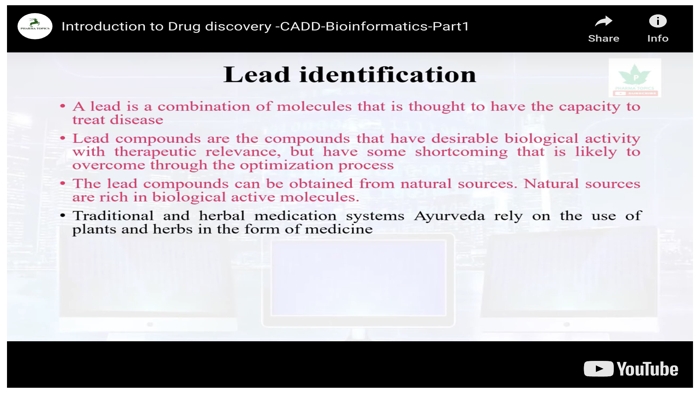 Introduction to Drug discovery -CADD-Bioinformatics-Part1
Share
Info
Lead identification
• A lead is a combination of molecules that is thought to have the capacity to
treat disease
• Lead compounds are the compounds that have desirable biological activity
with therapeutic relevance, but have some shortcoming that is likely to
overcome through the optimization process
• The lead compounds can be obtained from natural sources. Natural sources
are rich in biological active molecules.
• Traditional and herbal medication systems Ayurveda rely on the use of
plants and herbs in the form of medicine
YouTube